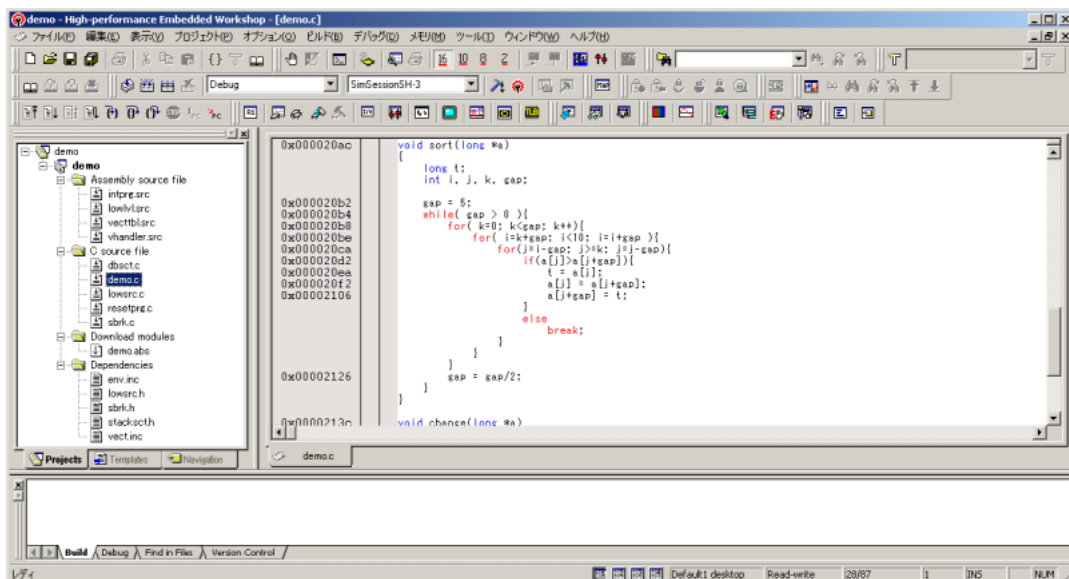 demo - High-performance Embedded Workshop - [demo.c]
ファイル(F) 編集(E) 表示(V) プロジェクト(P) オプション(O) ビルド(B) デバッグ(D) メモリ(M) ツール(T) ウィンドウ(W) ヘルプ(H)
16 10 8 2
Debug SimSessionSH-3
demo
demo
Assembly source file
intprg.src
lowlvl.src
vecttbl.src
vhandler.src
C source file
dbsct.c
demo.c
lowsrc.c
resetprg.c
sbrk.c
Download modules
demo.abs
Dependencies
env.inc
lowsrc.h
sbrk.h
stacksct.h
vect.inc
Projects Templates Navigation
0x000020ac void sort(long *a)
{
long t;
int i, j, k, gap;
0x000020b2 gap = 5;
0x000020b4 while( gap > 0 ){
0x000020b8 for( k=0; k<gap; k++){
0x000020be for( i=k+gap; i<10; i=i+gap ){
0x000020ca for(j=i-gap; j>=k; j=j-gap){
0x000020d2 if(a[j]>a[j+gap]){
0x000020ea t = a[j];
0x000020f2 a[j] = a[j+gap];
0x00002106 a[j+gap] = t;
}
else
break;
}
}
}
0x00002126 gap = gap/2;
}
}
0x0000213c void change(long *a)
demo.c
Build Debug Find in Files Version Control
レディ Default1 desktop Read-write 28/87 1 INS NUM